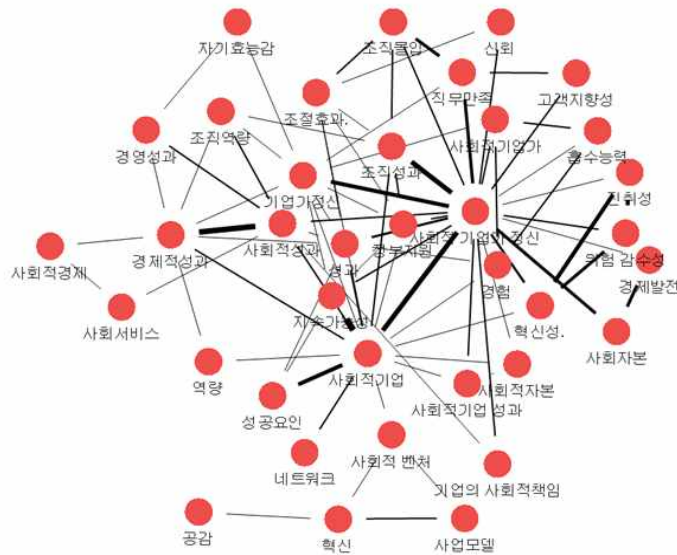 자기효능감
조직몰입
신뢰
직무만족
고객지향성
조절효과.
조직역량
경영성과
사회적기업가
흡수능력
조직성과
진취성
기업가정신
사회적성과
성과
정부지원
사회적 기업가 정신
위험 감수성
경제적성과
사회적경제
경험
경제발전
사회서비스
지속가능성
혁신성.
사회자본
역량
사회적기업
사회적자본
성공요인
사회적기업 성과
네트워크
사회적 벤처
기업의 사회적책임
공감
혁신
사업모델